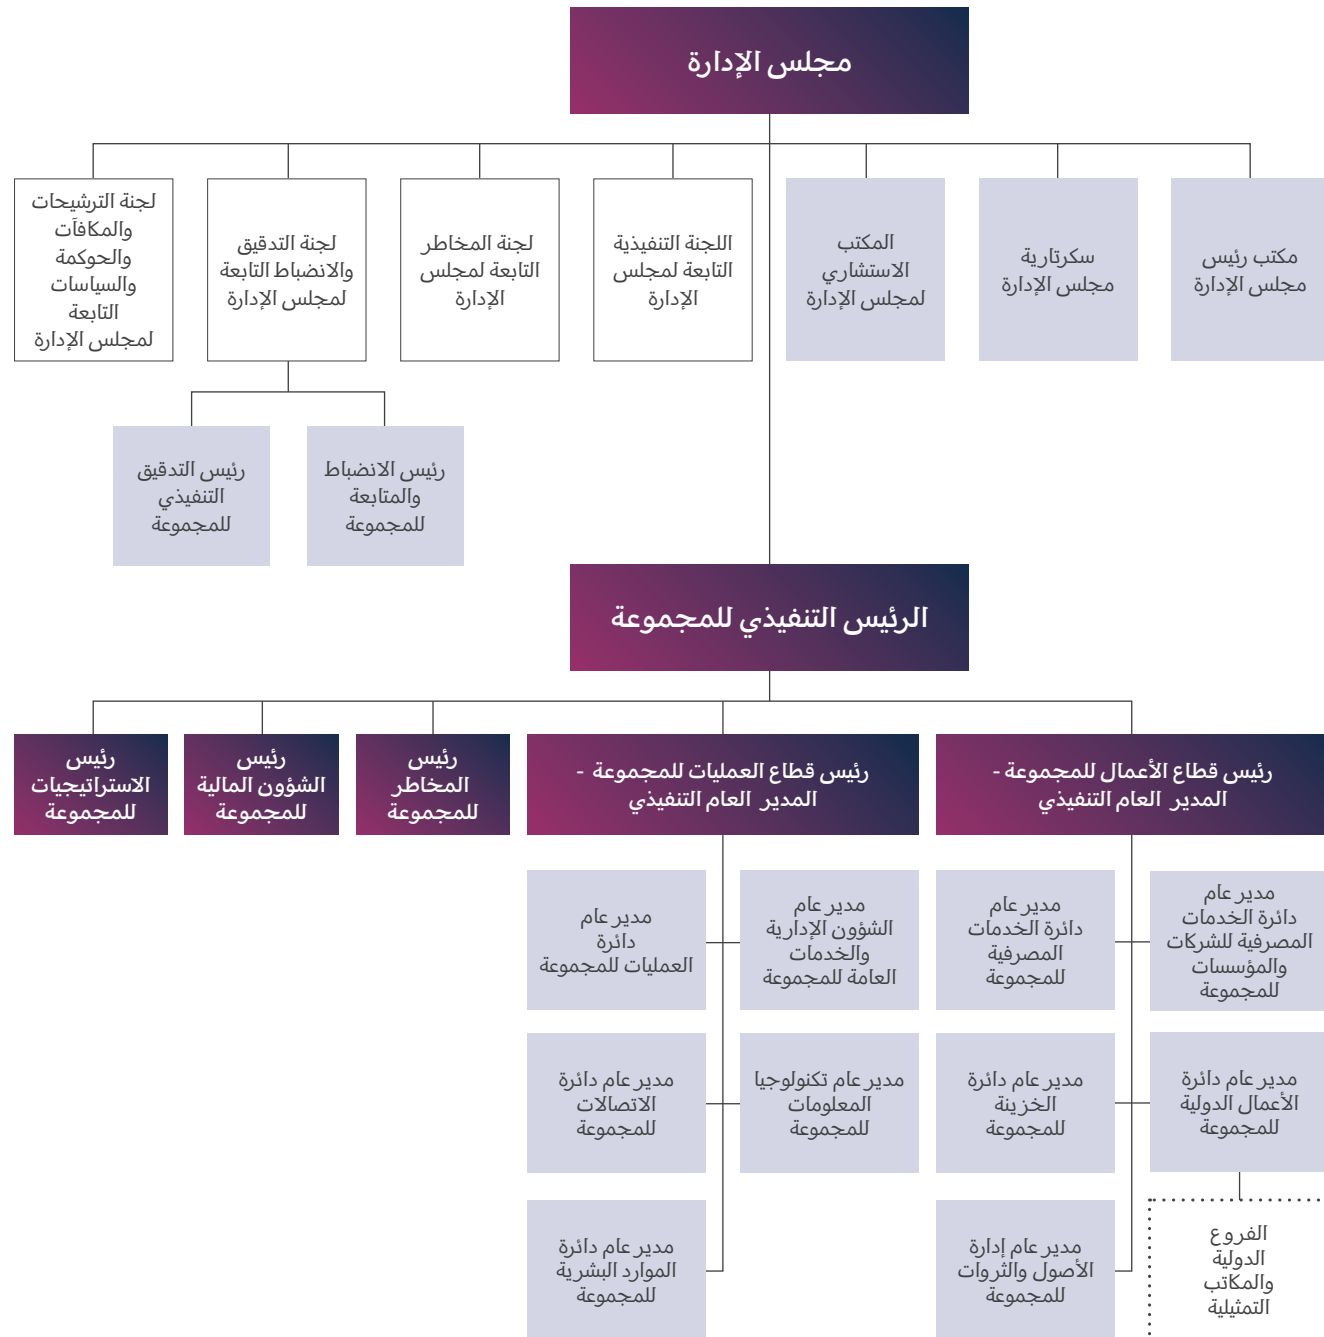 مجلس الإدارة
مكتب رئيس
مجلس الإدارة
سكرتارية
مجلس الإدارة
المكتب
الاستشاري
لمجلس الإدارة
اللجنة التنفيذية
التابعة لمجلس
الإدارة
لجنة المخاطر
التابعة لمجلس
الإدارة
لجنة التدقيق
والانضباط التابعة
لمجلس الإدارة
لجنة الترشيحات
والمكافآت
والحوكمة
والسياسات
التابعة
لمجلس الإدارة
رئيس الانضباط
والمتابعة
للمجموعة
رئيس التدقيق
التنفيذي
للمجموعة
الرئيس التنفيذي للمجموعة
رئيس قطاع الأعمال للمجموعة -
المدير العام التنفيذي
رئيس قطاع العمليات للمجموعة -
المدير العام التنفيذي
رئيس
المخاطر
للمجموعة
رئيس
الشؤون المالية
للمجموعة
رئيس
الاستراتيجيات
للمجموعة
مدير عام
دائرة الخدمات
المصرفية للشركات
والمؤسسات
للمجموعة
مدير عام
دائرة الخدمات
المصرفية
للمجموعة
مدير عام
الشؤون الإدارية
والخدمات
العامة للمجموعة
مدير عام
دائرة
العمليات للمجموعة
مدير عام دائرة
الأعمال الدولية
للمجموعة
مدير عام دائرة
الخزينة
للمجموعة
مدير عام تكنولوجيا
المعلومات
للمجموعة
مدير عام دائرة
الاتصالات
للمجموعة
الفروع
الدولية
والمكاتب
التمثيلية
مدير عام إدارة
الأصول والثروات
للمجموعة
مدير عام دائرة
الموارد البشرية
للمجموعة